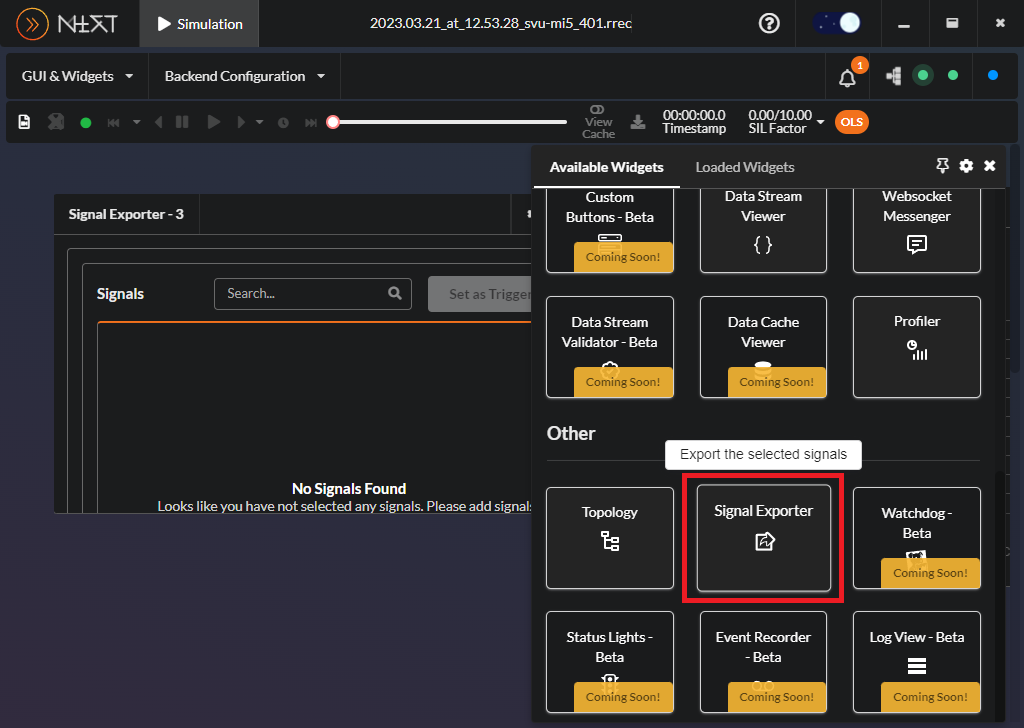 NEXT
Simulation
2023.03.21_at_12.53.28_svu-mi5_401.rrec
GUI & Widgets
Backend Configuration
1
View
Cache
00:00:00.0
Timestamp
0.00/10.00
SIL Factor
OLS
Available Widgets
Loaded Widgets
Signal Exporter - 3
Signals
Search...
Set as Trigger
No Signals Found
Looks like you have not selected any signals. Please add signals
Custom
Buttons - Beta
Coming Soon!
Data Stream
Viewer
Websocket
Messenger
Data Stream
Validator - Beta
Coming Soon!
Data Cache
Viewer
Coming Soon!
Profiler
Other
Export the selected signals
Topology
Signal Exporter
Watchdog -
Beta
Coming Soon!
Status Lights -
Beta
Coming Soon!
Event Recorder
- Beta
Coming Soon!
Log View - Beta
Coming Soon!